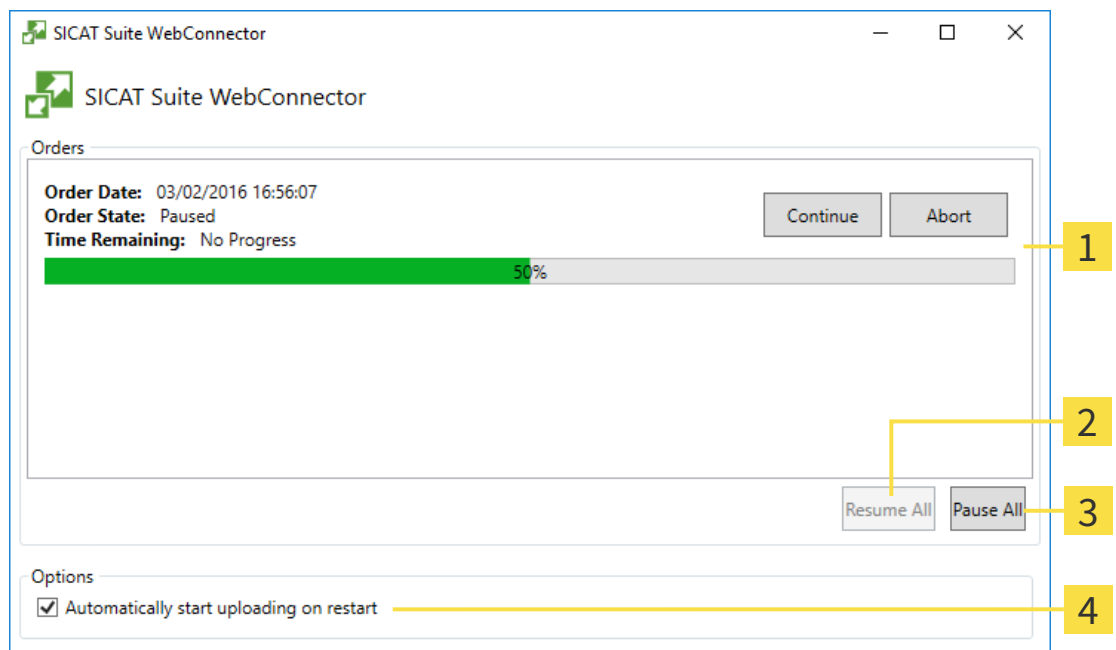 SICAT Suite WebConnector
SICAT Suite WebConnector
Orders
Order Date: 03/02/2016 16:56:07
Order State: Paused
Time Remaining: No Progress
Continue
Abort
1
50%
2
Resume All
Pause All
3
Options
Automatically start uploading on restart
4